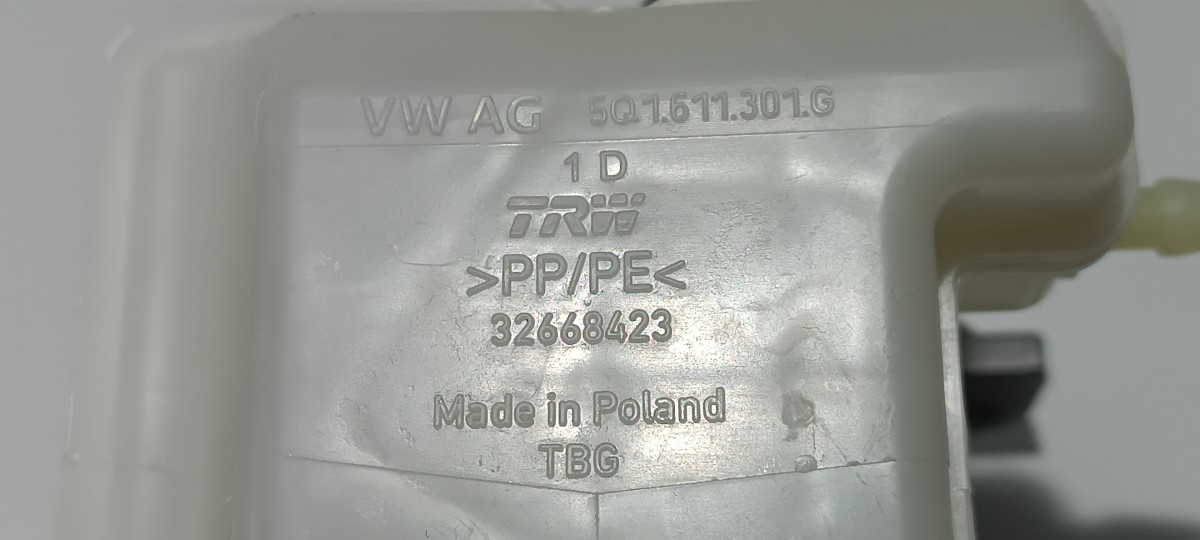 VW AG 5Q1.611.301.G
1 D
TRW
>PP/PE<
32668423
Made in Poland
TBG